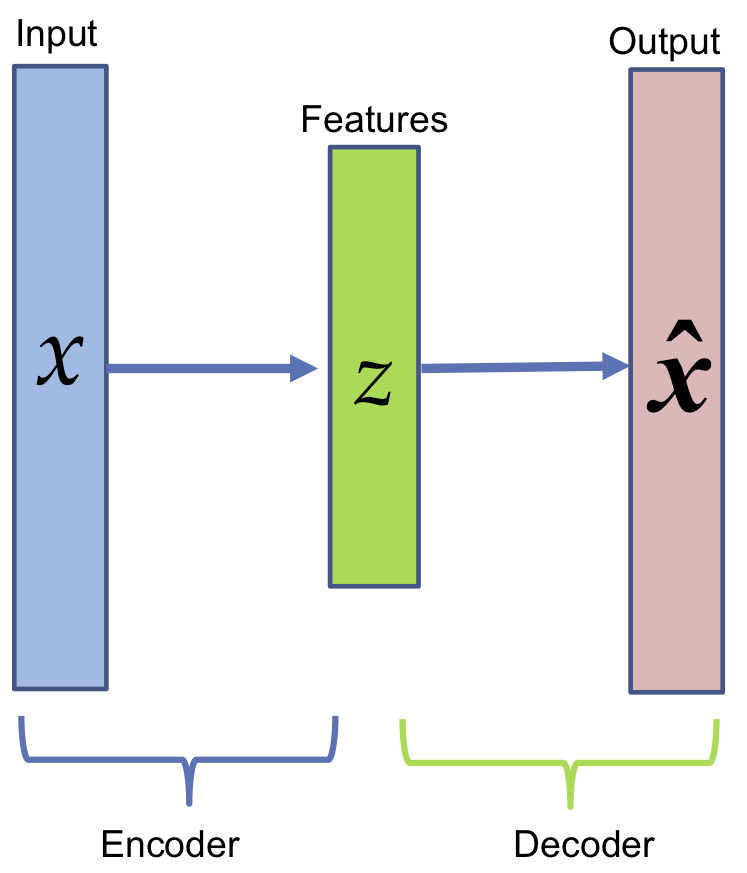 Input
Output
Features
x
z
x̂
Encoder
Decoder